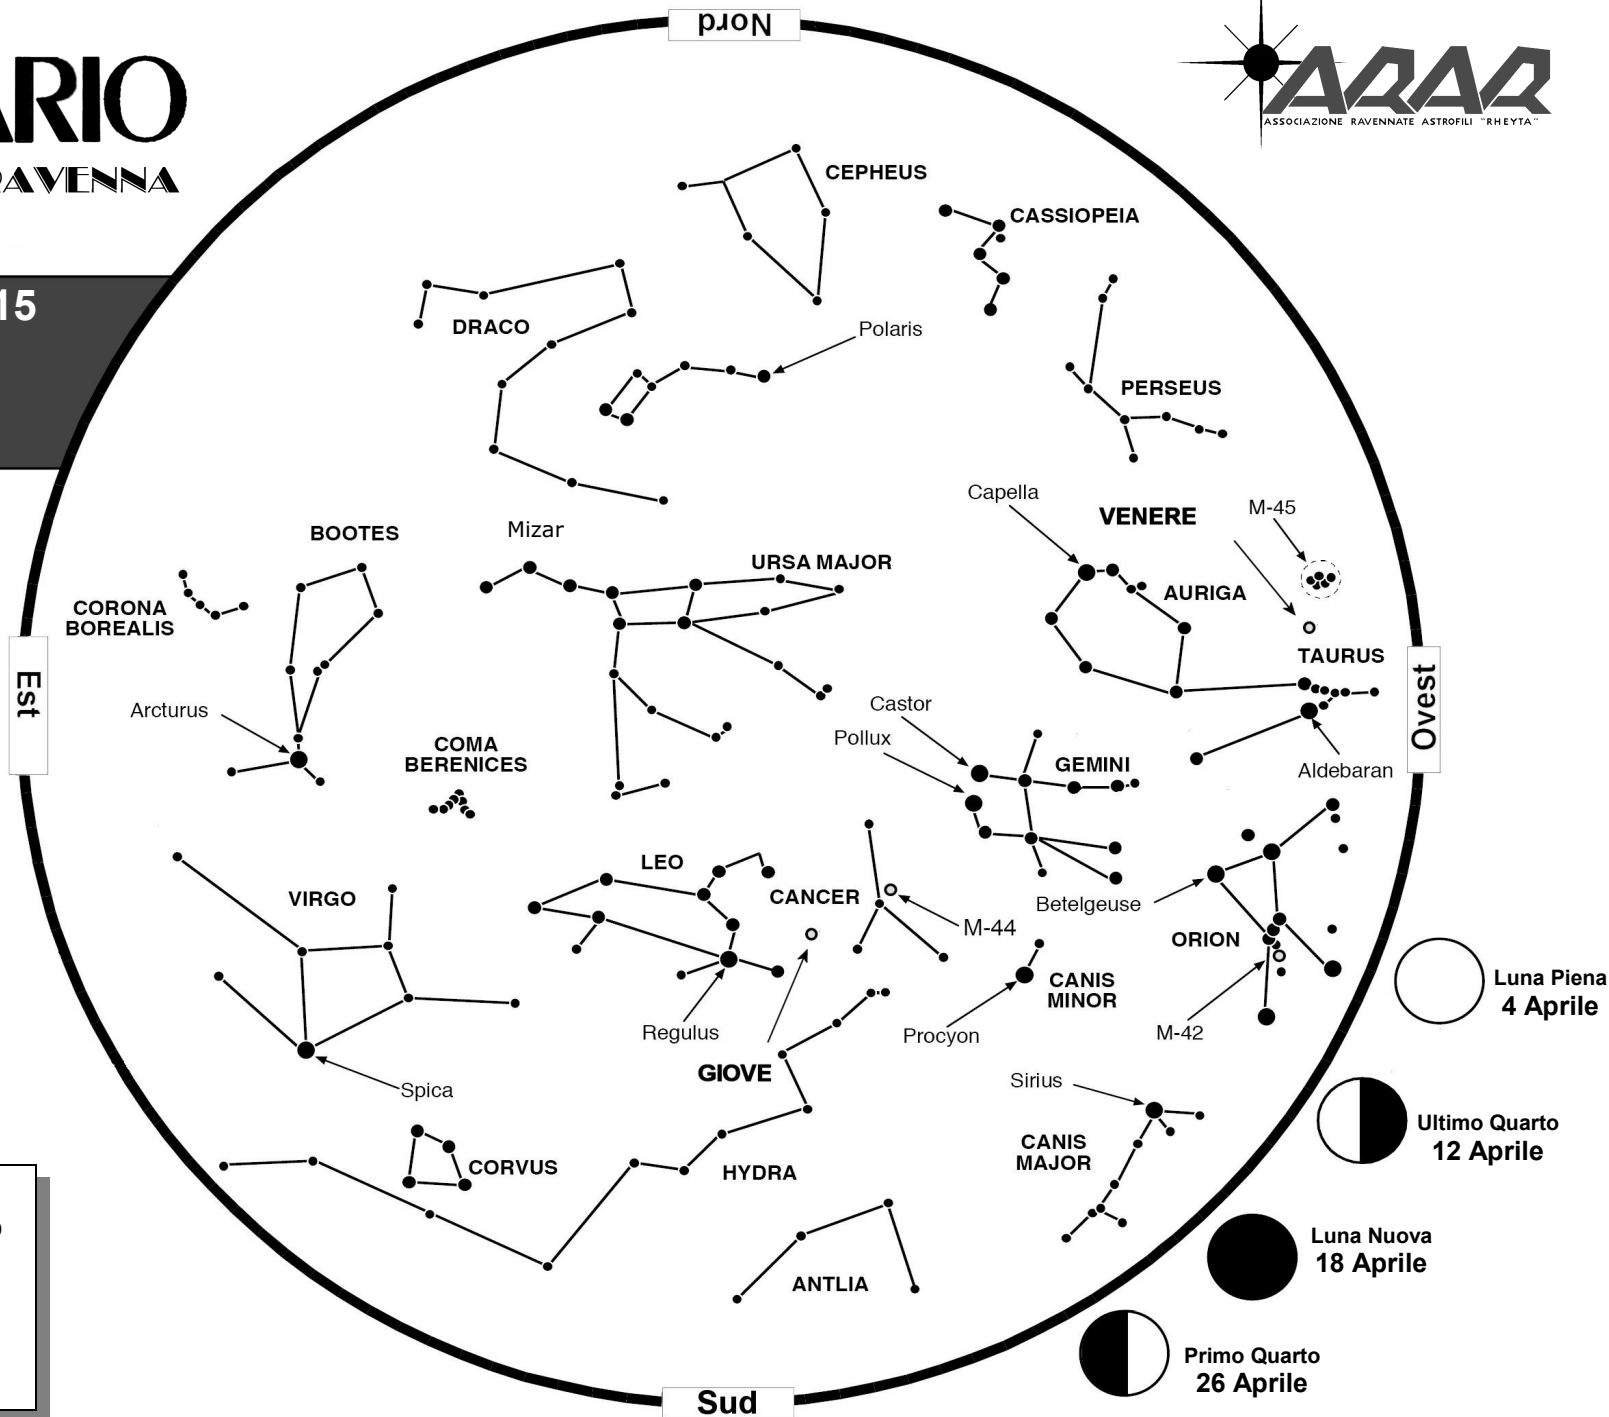 Nord
ARIO
RAVENNA
ARAR
ASSOCIAZIONE RAVENNATE ASTROFILI "RHEYTA"
15
CEPHEUS
CASSIOPEIA
DRACO
Polaris
PERSEUS
Capella
VENERE
M-45
BOOTES
Mizar
URSA MAJOR
AURIGA
CORONA
BOREALIS
TAURUS
Est
Ovest
Arcturus
Castor
Pollux
COMA
BERENICES
GEMINI
Aldebaran
LEO
VIRGO
CANCER
Betelgeuse
M-44
ORION
CANIS
MINOR
Luna Piena
4 Aprile
Regulus
Procyon
M-42
GIOVE
Spica
Sirius
CANIS
MAJOR
Ultimo Quarto
12 Aprile
CORVUS
HYDRA
Luna Nuova
18 Aprile
ANTLIA
Primo Quarto
26 Aprile
Sud